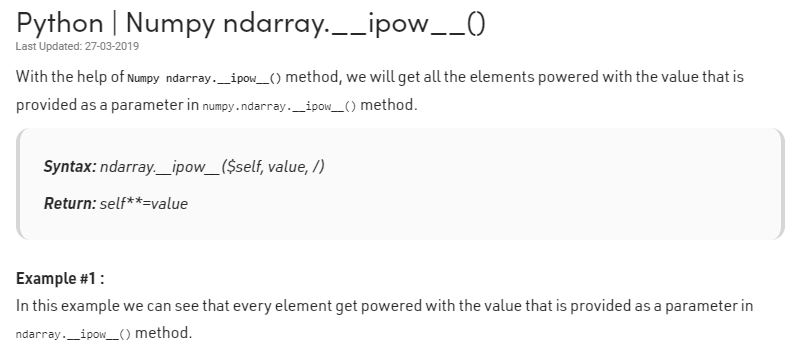 Python | Numpy ndarray.__ipow__()
Last Updated: 27-03-2019
With the help of Numpy ndarray.__ipow__() method, we will get all the elements powered with the value that is
provided as a parameter in numpy.ndarray.__ipow__() method.
Syntax: ndarray.__ipow__($self, value, /)
Return: self**=value
Example #1 :
In this example we can see that every element get powered with the value that is provided as a parameter in
ndarray.__ipow__() method.